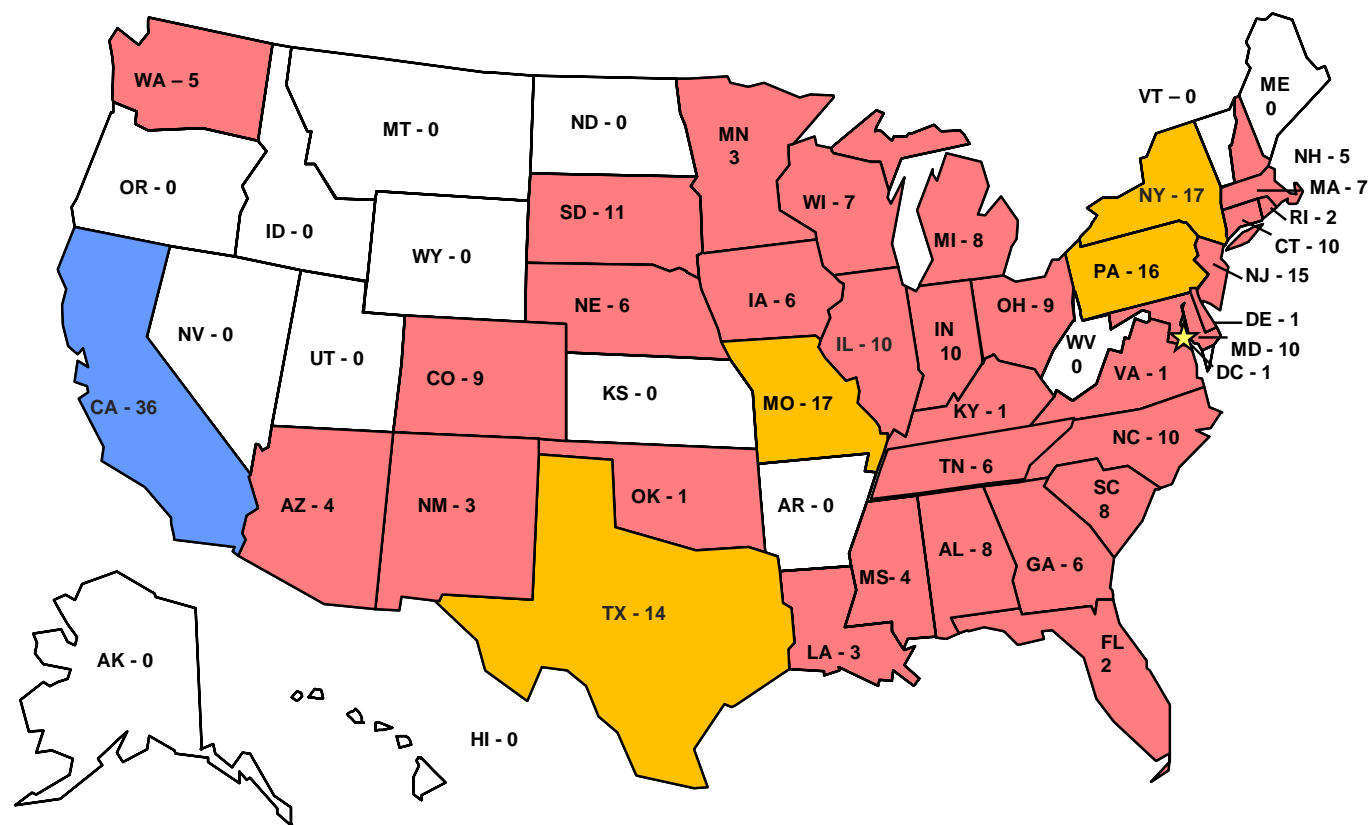 WA – 5
MT - 0
ND - 0
MN
3
VT – 0
ME
0
OR - 0
ID - 0
WY - 0
SD - 11
WI - 7
MI - 8
NY - 17
NH - 5
MA - 7
RI - 2
CT - 10
NJ - 15
PA - 16
NV - 0
UT - 0
CO - 9
NE - 6
IA - 6
IL - 10
IN
10
OH - 9
WV
0
DE - 1
MD - 10
DC - 1
VA - 1
CA - 36
KS - 0
MO - 17
KY - 1
NC - 10
TN - 6
SC
8
AZ - 4
NM - 3
OK - 1
AR - 0
MS- 4
AL - 8
GA - 6
TX - 14
LA - 3
FL
2
AK - 0
HI - 0